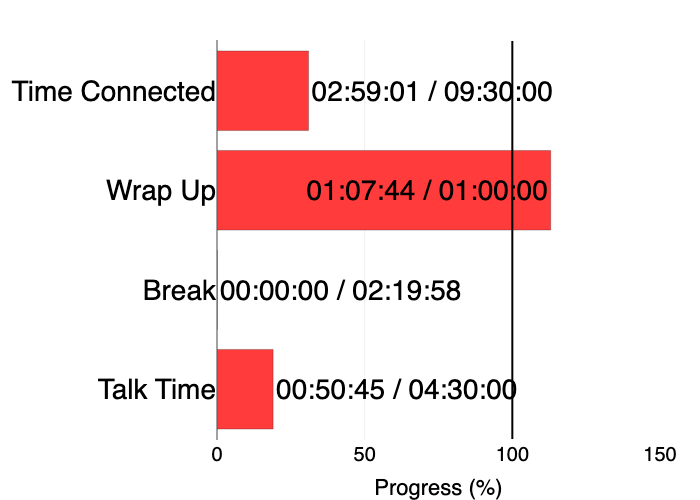 Time Connected 02:59:01 / 09:30:00
Wrap Up 01:07:44 / 01:00:00
Break 00:00:00 / 02:19:58
Talk Time 00:50:45 / 04:30:00
0 50 100 150
Progress (%)